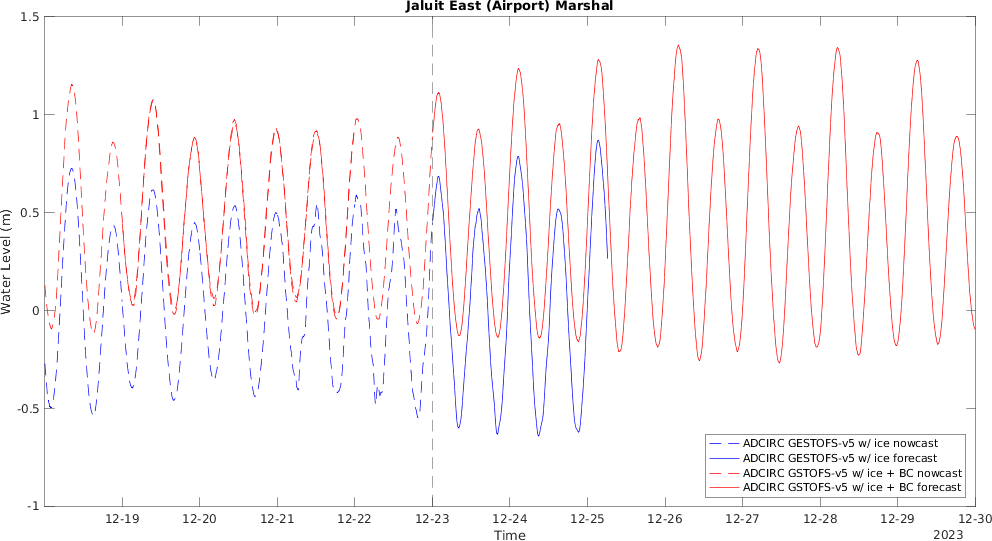 Jaluit East (Airport) Marshal
1.5
1
0.5
0
-0.5
-1
Water Level (m)
ADCIRC GESTOFS-v5 w/ ice nowcast
ADCIRC GESTOFS-v5 w/ ice forecast
ADCIRC GSTOFS-v5 w/ ice + BC nowcast
ADCIRC GSTOFS-v5 w/ ice + BC forecast
12-19 12-20 12-21 12-22 12-23 12-24 12-25 12-26 12-27 12-28 12-29 12-30
Time
2023